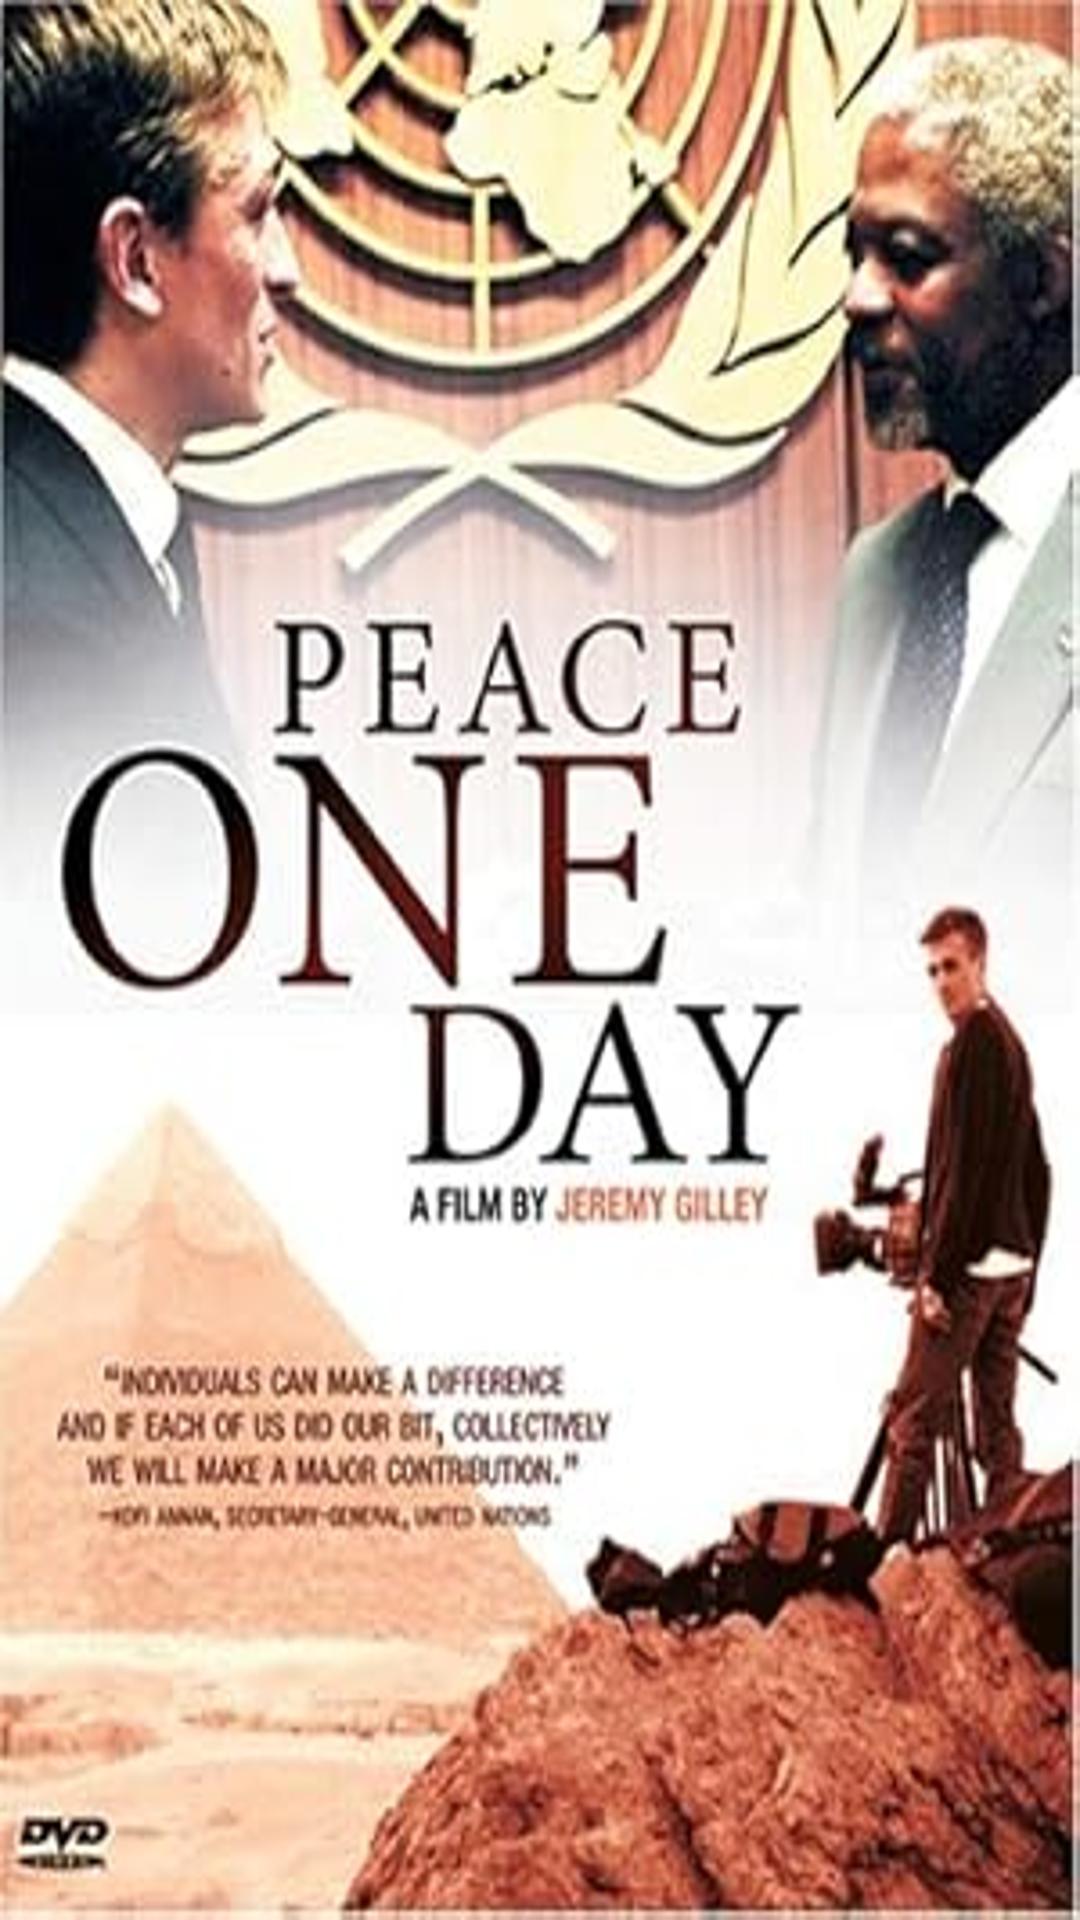 PEACE
ONE
DAY
A FILM BY JEREMY GILLEY
“INDIVIDUALS CAN MAKE A DIFFERENCE
AND IF EACH OF US DID OUR BIT, COLLECTIVELY
WE WILL MAKE A MAJOR CONTRIBUTION.”
–KOFI ANNAN, SECRETARY-GENERAL, UNITED NATIONS
DVD